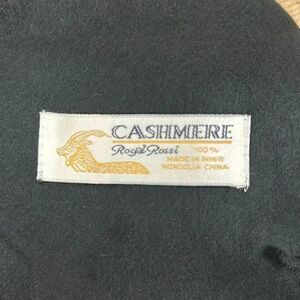 CASHMERE
Royal Rossi 100%
MADE IN INNER
MONGOLIA CHINA